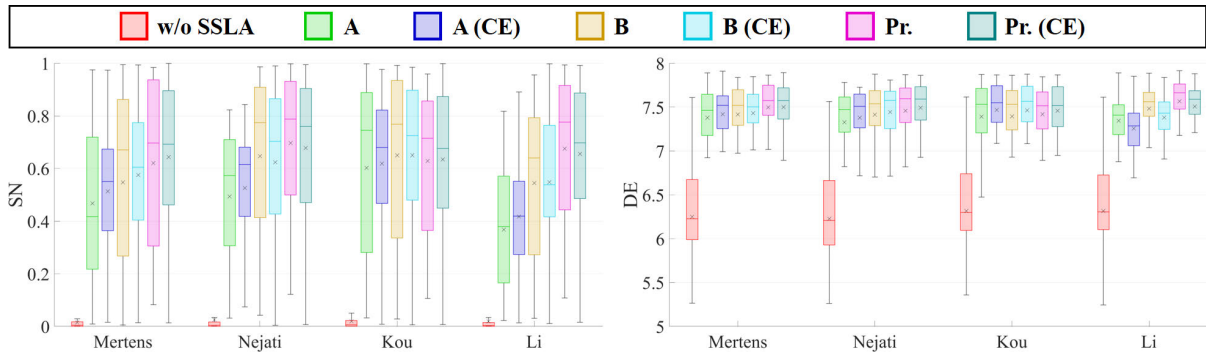 w/o SSLA A A (CE) B B (CE) Pr. Pr. (CE)
SN
1
0.8
0.6
0.4
0.2
0
Mertens Nejati Kou Li
DE
8
7.5
7
6.5
6
5.5
5
Mertens Nejati Kou Li